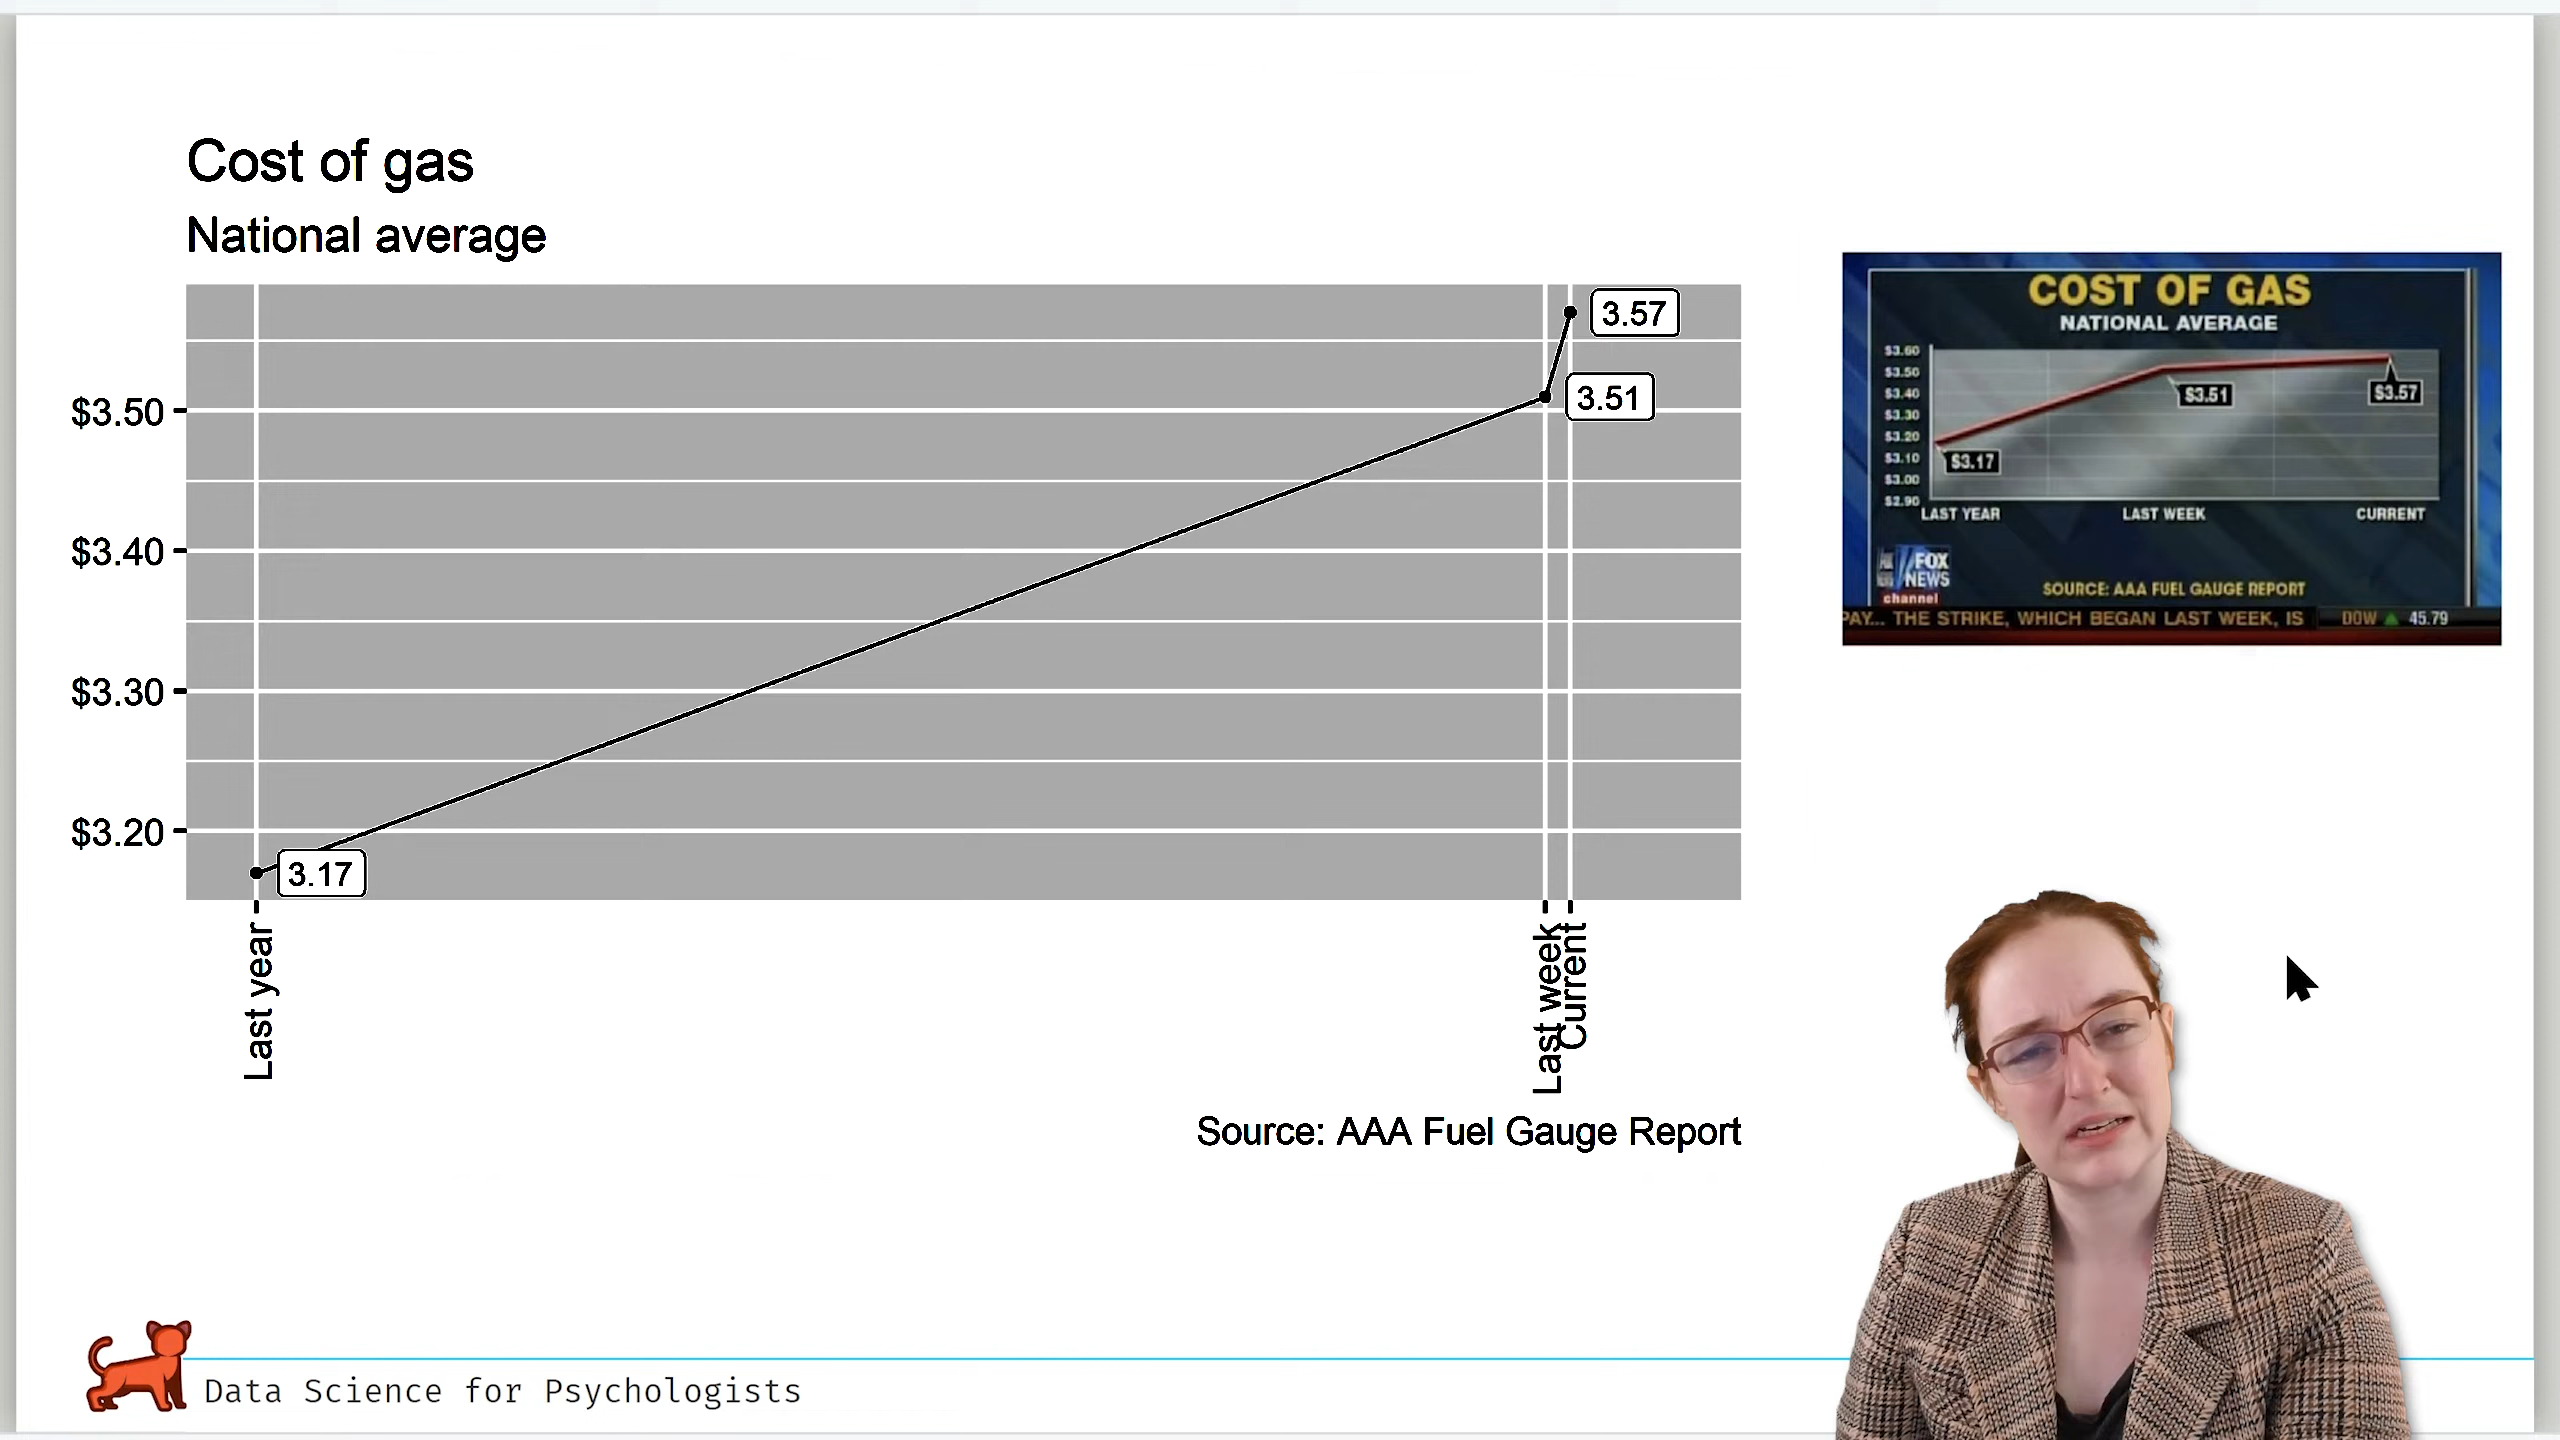 Cost of gas
National average
3.57
3.51
$3.50
$3.40
$3.30
$3.20
3.17
Last year
Last week
Current
Source: AAA Fuel Gauge Report
COST OF GAS
NATIONAL AVERAGE
$3.60
$3.50
$3.40
$3.30
$3.20
$3.10
$3.00
$2.90
$3.51
$3.57
$3.17
LAST YEAR LAST WEEK CURRENT
FOX
NEWS
channel
SOURCE: AAA FUEL GAUGE REPORT
PAY... THE STRIKE, WHICH BEGAN LAST WEEK, IS DOW 45.79
Data Science for Psychologists